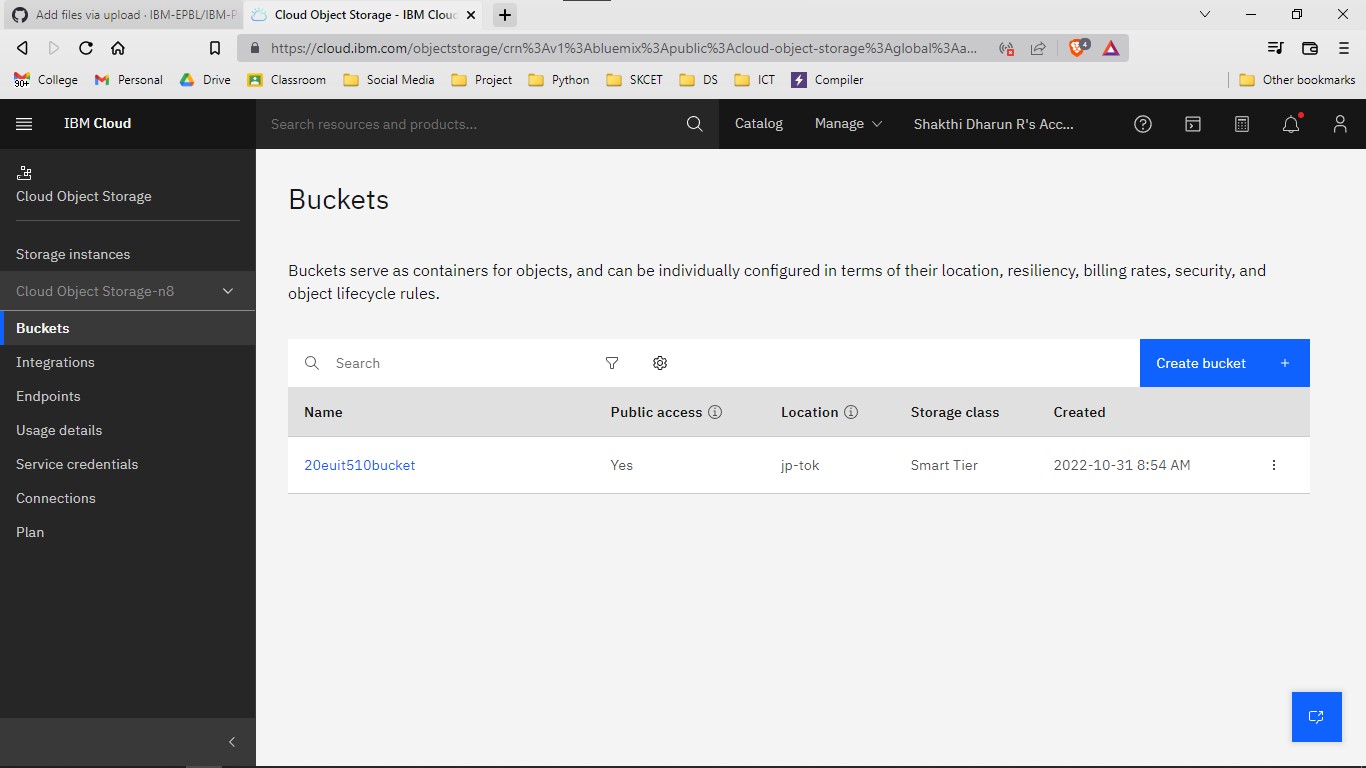 Add files via upload · IBM-EPBL/IBM-P
Cloud Object Storage - IBM Cloud
https://cloud.ibm.com/objectstorage/crn%3Av1%3Abluemix%3Apublic%3Acloud-object-storage%3Aglobal%3Aa...
4
90+
College
Personal
Drive
Classroom
Social Media
Project
Python
SKCET
DS
ICT
Compiler
Other bookmarks
IBM Cloud
Search resources and products...
Catalog
Manage
Shakthi Dharun R's Acc...
Cloud Object Storage
Storage instances
Cloud Object Storage-n8
Buckets
Integrations
Endpoints
Usage details
Service credentials
Connections
Plan
Buckets
Buckets serve as containers for objects, and can be individually configured in terms of their location, resiliency, billing rates, security, and
object lifecycle rules.
Search
Create bucket +
Name Public access Location Storage class Created
20euit510bucket Yes jp-tok Smart Tier 2022-10-31 8:54 AM